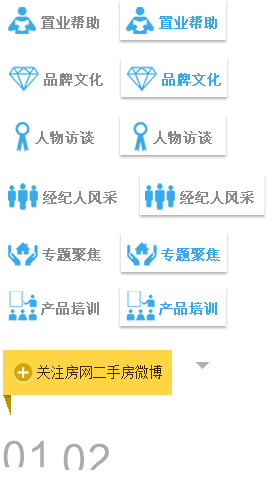 置业帮助 置业帮助
品牌文化 品牌文化
人物访谈 人物访谈
经纪人风采 经纪人风采
专题聚焦 专题聚焦
产品培训 产品培训
关注房网二手房微博
01 02